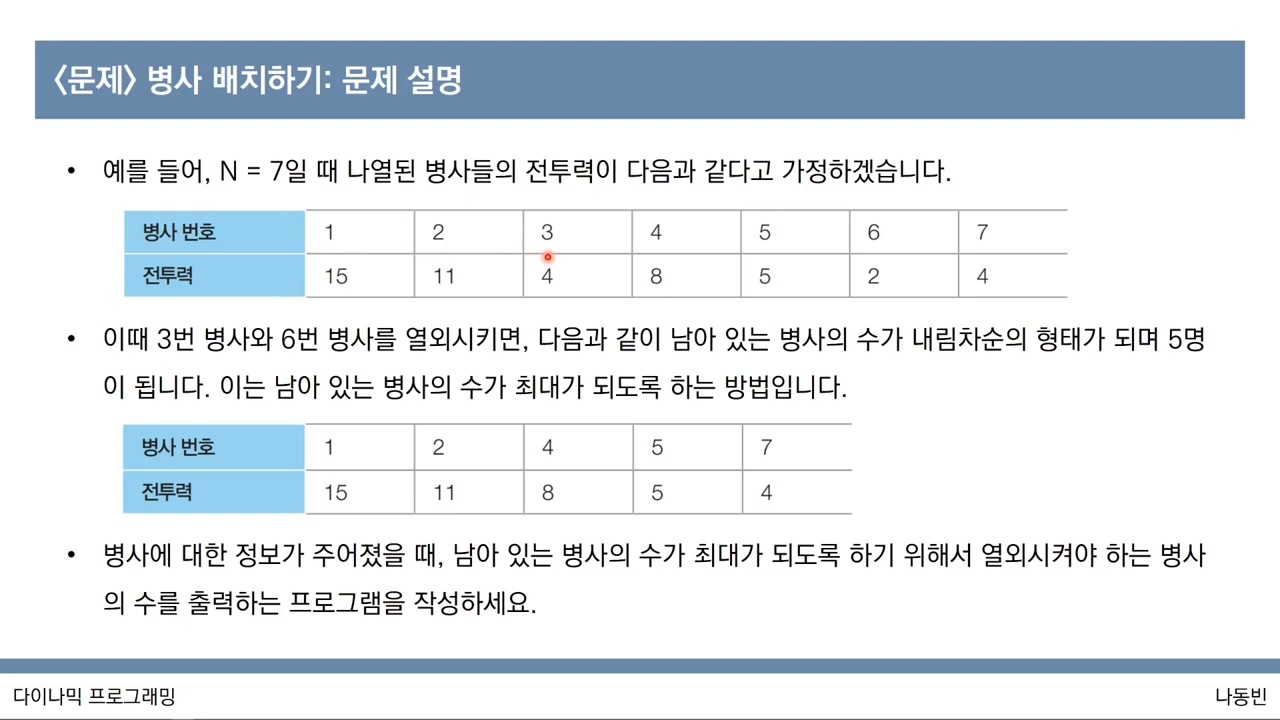 〈문제〉 병사 배치하기: 문제 설명
• 예를 들어, N = 7일 때 나열된 병사들의 전투력이 다음과 같다고 가정하겠습니다.
병사 번호 1 2 3 4 5 6 7
전투력 15 11 4 8 5 2 4
• 이때 3번 병사와 6번 병사를 열외시키면, 다음과 같이 남아 있는 병사의 수가 내림차순의 형태가 되며 5명
이 됩니다. 이는 남아 있는 병사의 수가 최대가 되도록 하는 방법입니다.
병사 번호 1 2 4 5 7
전투력 15 11 8 5 4
• 병사에 대한 정보가 주어졌을 때, 남아 있는 병사의 수가 최대가 되도록 하기 위해서 열외시켜야 하는 병사
의 수를 출력하는 프로그램을 작성하세요.
다이나믹 프로그래밍
나동빈